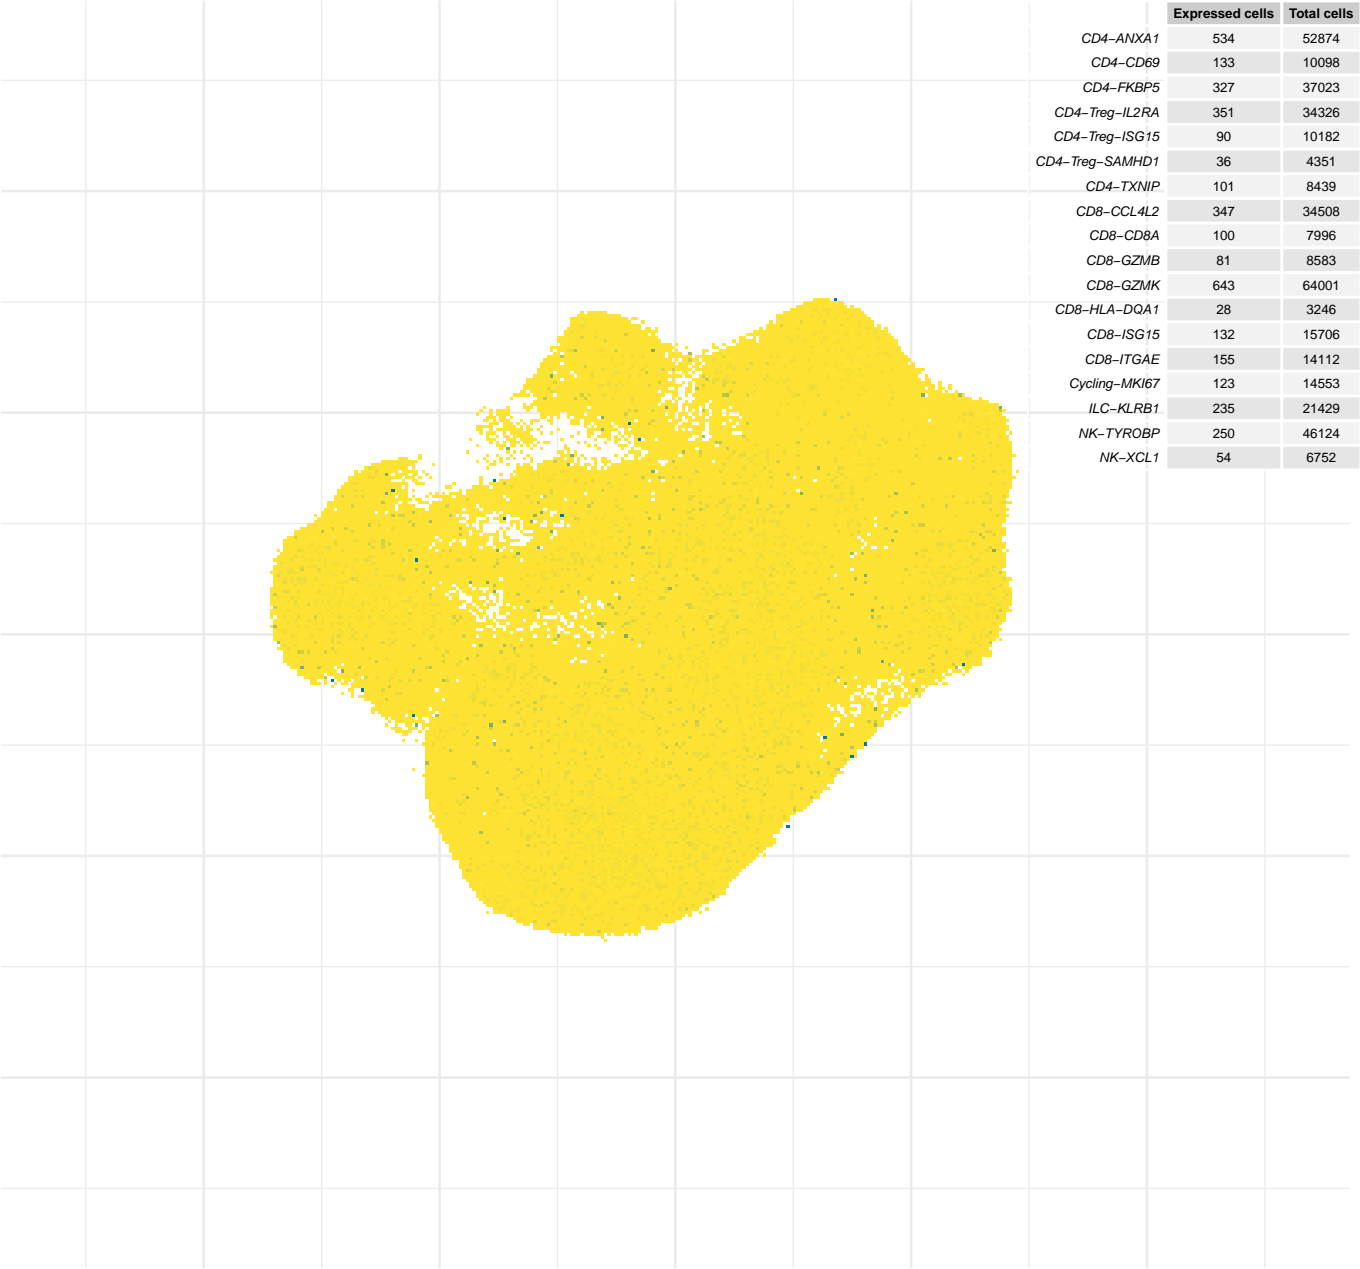 Expressed cells Total cells
CD4−ANXA1 534 52874
CD4−CD69 133 10098
CD4−FKBP5 327 37023
CD4−Treg−IL2RA 351 34326
CD4−Treg−ISG15 90 10182
CD4−Treg−SAMHD1 36 4351
CD4−TXNIP 101 8439
CD8−CCL4L2 347 34508
CD8−CD8A 100 7996
CD8−GZMB 81 8583
CD8−GZMK 643 64001
CD8−HLA−DQA1 28 3246
CD8−ISG15 132 15706
CD8−ITGAE 155 14112
Cycling−MKI67 123 14553
ILC−KLRB1 235 21429
NK−TYROBP 250 46124
NK−XCL1 54 6752